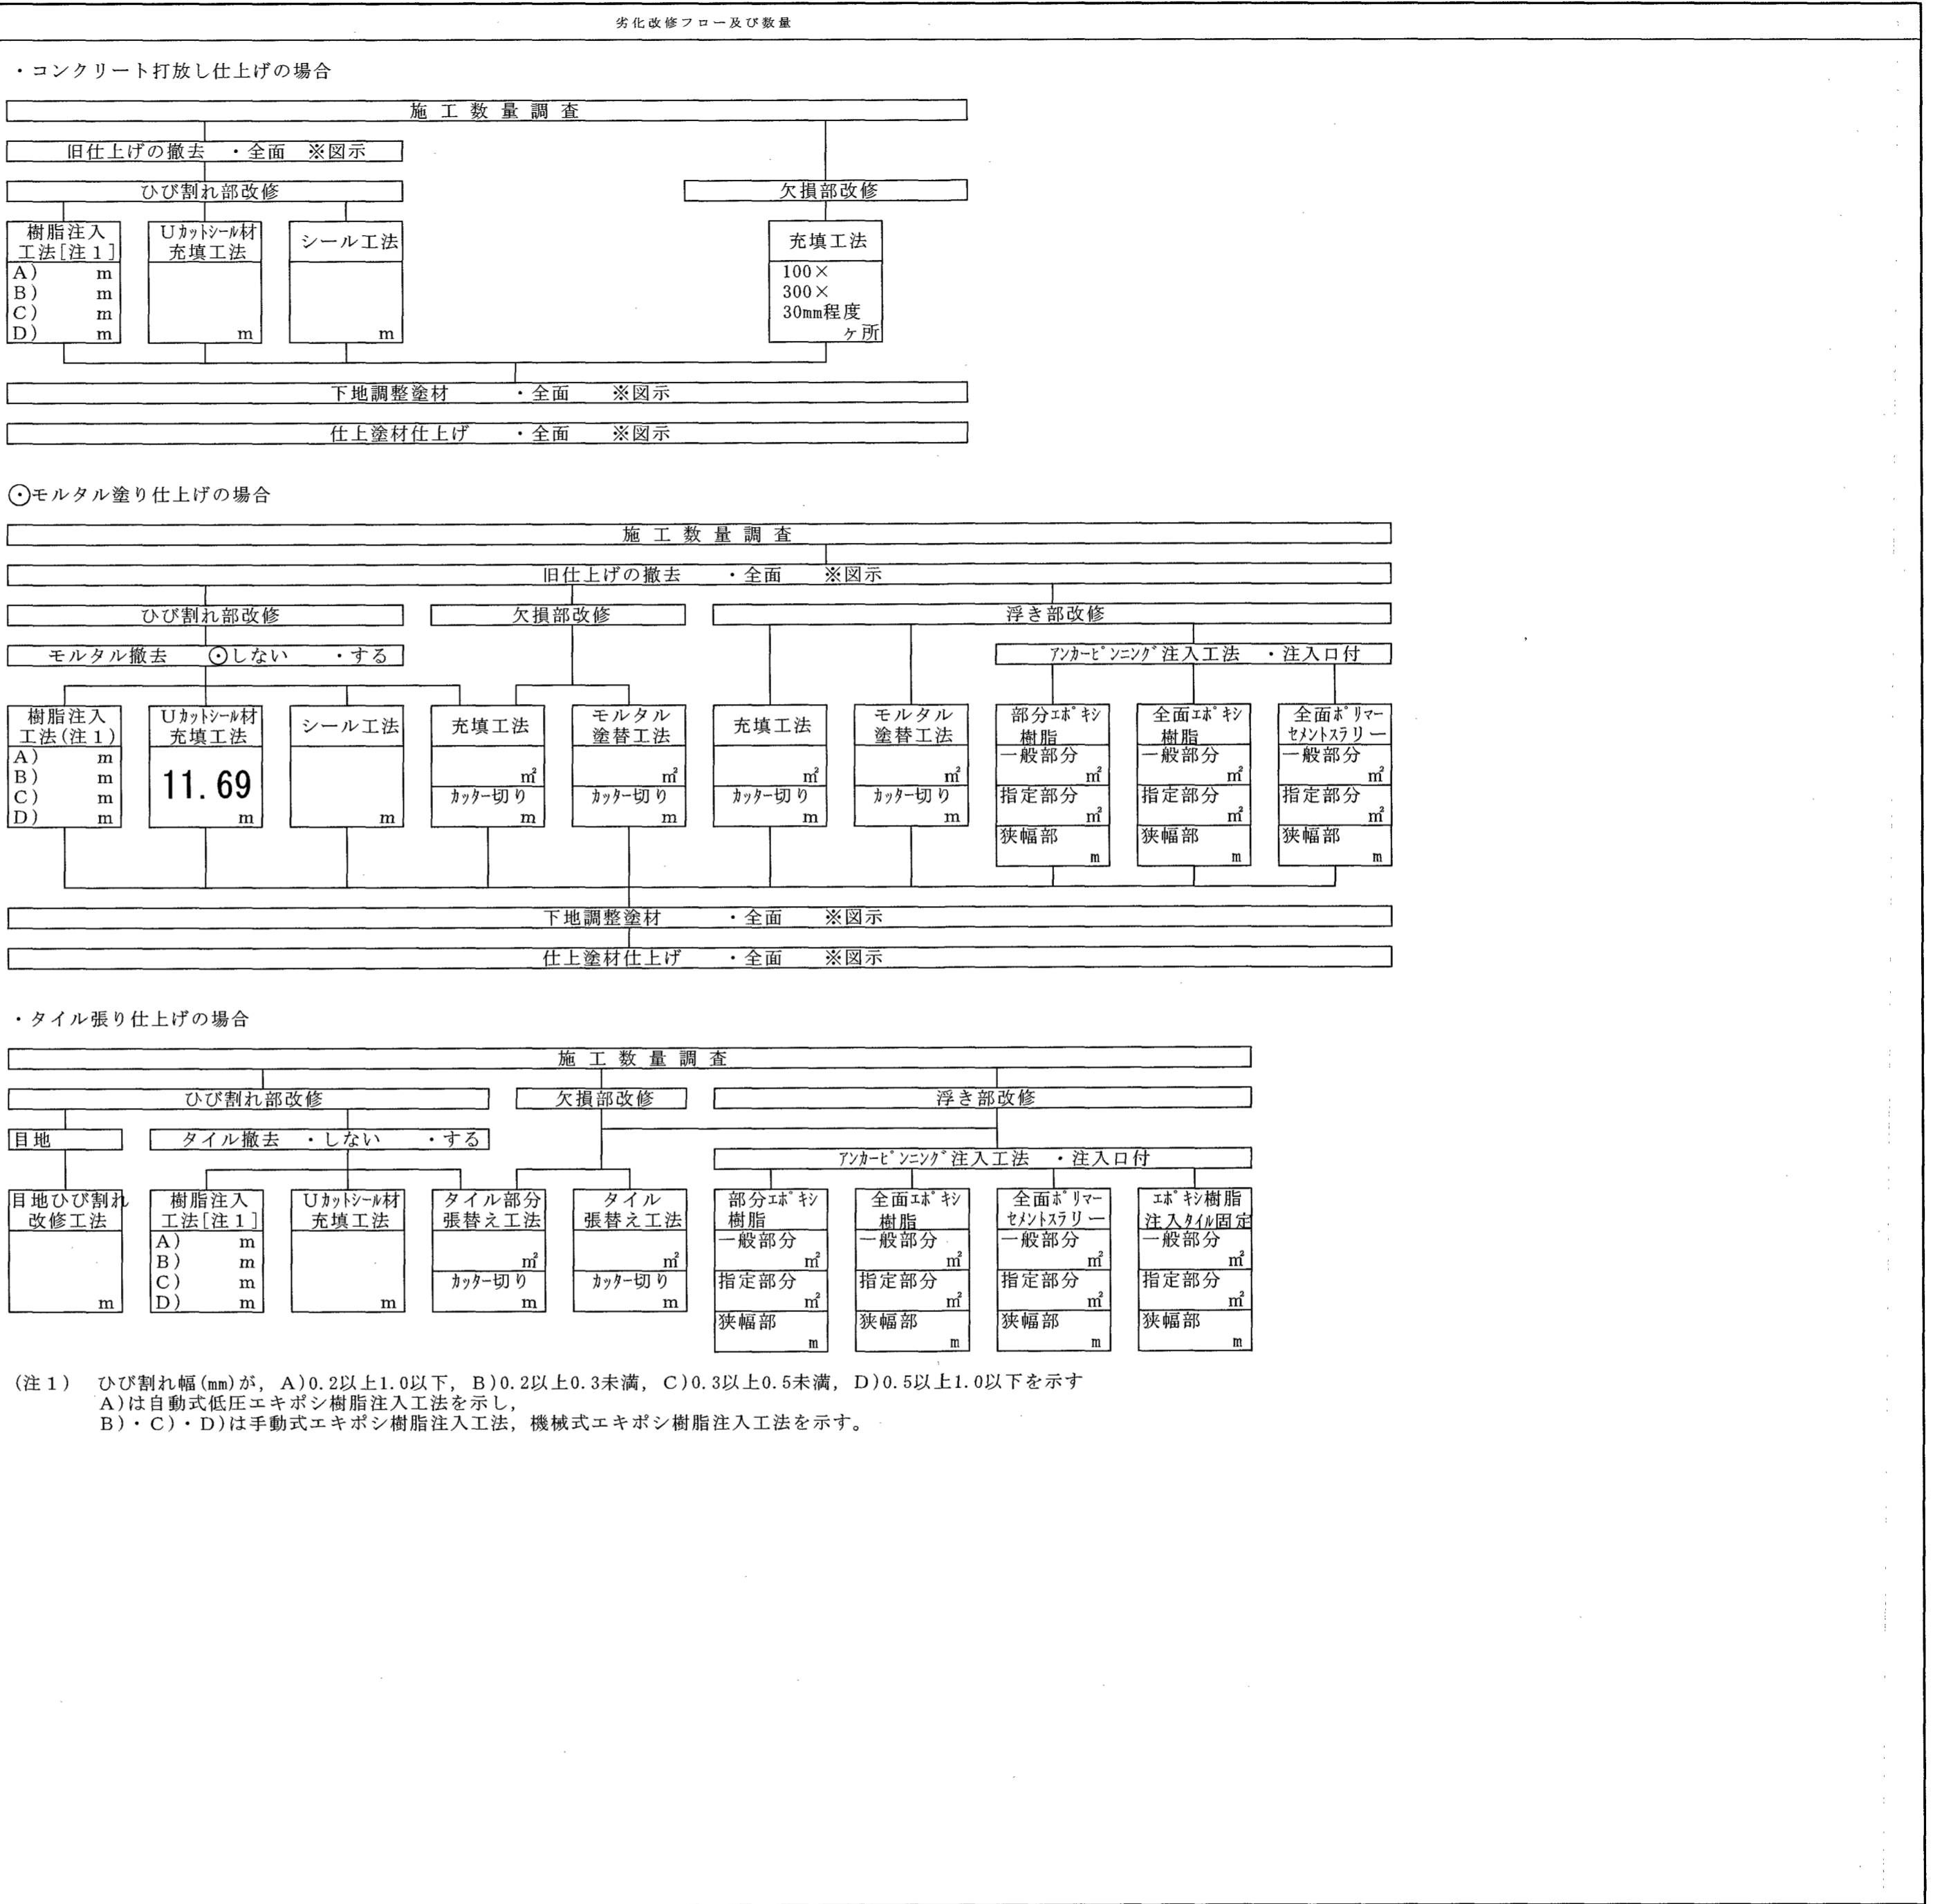 劣化改修フロー及び数量
・コンクリート打放し仕上げの場合
施工数量調査
旧仕上げの撤去 ・全面 ※図示
ひび割れ部改修 欠損部改修
樹脂注入
工法[注1]
A) m
B) m
C) m
D) m
Uカットシール材
充填工法
m
シール工法
m
充填工法
100×
300×
30mm程度
ヶ所
下地調整塗材 ・全面 ※図示
仕上塗材仕上げ ・全面 ※図示
⊙モルタル塗り仕上げの場合
施工数量調査
旧仕上げの撤去 ・全面 ※図示
ひび割れ部改修 欠損部改修 浮き部改修
モルタル撤去 ⊙しない ・する
アンカーピンニング注入工法 ・注入口付
樹脂注入
工法(注1)
A) m
B) m
C) m
D) m
Uカットシール材
充填工法
11.69
m
シール工法
m
充填工法
㎡
カッター切り
m
モルタル
塗替工法
㎡
カッター切り
m
充填工法
㎡
カッター切り
m
モルタル
塗替工法
㎡
カッター切り
m
部分エポキシ
樹脂
一般部分
㎡
指定部分
㎡
狭幅部
m
全面エポキシ
樹脂
一般部分
㎡
指定部分
㎡
狭幅部
m
全面ポリマー
セメントスラリー
一般部分
㎡
指定部分
㎡
狭幅部
m
下地調整塗材 ・全面 ※図示
仕上塗材仕上げ ・全面 ※図示
・タイル張り仕上げの場合
施工数量調査
ひび割れ部改修 欠損部改修 浮き部改修
目地 タイル撤去 ・しない ・する
アンカーピンニング注入工法 ・注入口付
目地ひび割れ
改修工法
m
樹脂注入
工法[注1]
A) m
B) m
C) m
D) m
Uカットシール材
充填工法
m
タイル部分
張替え工法
㎡
カッター切り
m
タイル
張替え工法
㎡
カッター切り
m
部分エポキシ
樹脂
一般部分
㎡
指定部分
㎡
狭幅部
m
全面エポキシ
樹脂
一般部分
㎡
指定部分
㎡
狭幅部
m
全面ポリマー
セメントスラリー
一般部分
㎡
指定部分
㎡
狭幅部
m
エポキシ樹脂
注入タイル固定
一般部分
㎡
指定部分
㎡
狭幅部
m
(注1) ひび割れ幅(mm)が, A)0.2以上1.0以下, B)0.2以上0.3未満, C)0.3以上0.5未満, D)0.5以上1.0以下を示す
A)は自動式低圧エキポシ樹脂注入工法を示し,
B)・C)・D)は手動式エキポシ樹脂注入工法, 機械式エキポシ樹脂注入工法を示す。